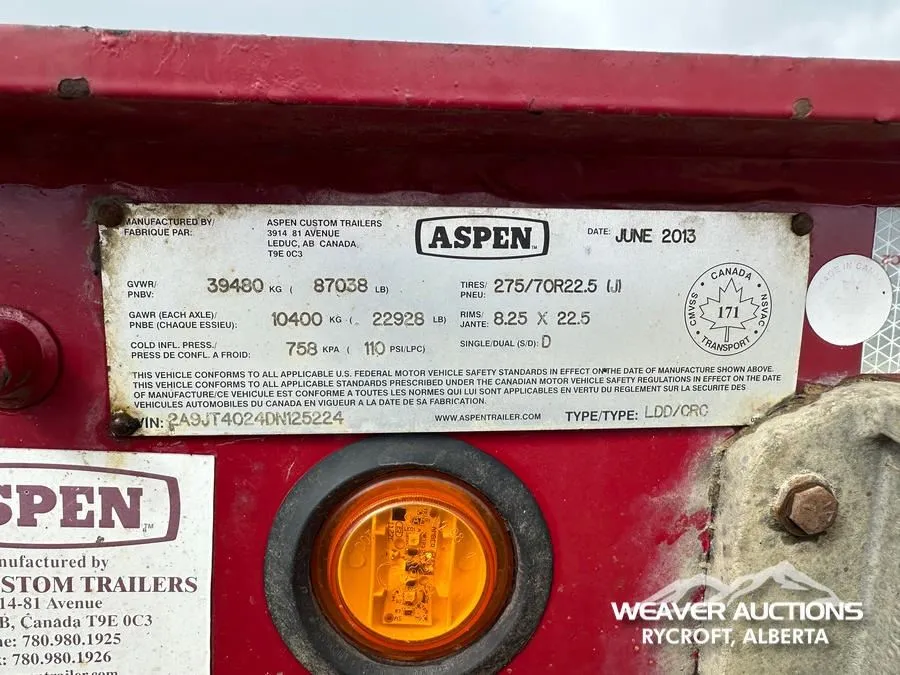 MANUFACTURED BY/
FABRIQUE PAR:
ASPEN CUSTOM TRAILERS
3914 81 AVENUE
LEDUC, AB CANADA
T9E 0C3
ASPEN TM
DATE: JUNE 2013
GVWR/
PNBV:
39480 KG ( 87038 LB)
TIRES/
PNEU:
275/70R22.5 (J)
GAWR (EACH AXLE)/
PNBE (CHAQUE ESSIEU):
10400 KG ( 22928 LB)
RIMS/
JANTE:
8.25 X 22.5
COLD INFL. PRESS./
PRESS DE CONFL. A FROID:
758 KPA ( 110 PSI/LPC)
SINGLE/DUAL (S/D): D
CANADA
CMVSS
NSVAC
171
TRANSPORT
THIS VEHICLE CONFORMS TO ALL APPLICABLE U.S. FEDERAL MOTOR VEHICLE SAFETY STANDARDS IN EFFECT ON THE DATE OF MANUFACTURE SHOWN ABOVE.
THIS VEHICLE CONFORMS TO ALL APPLICABLE STANDARDS PRESCRIBED UNDER THE CANADIAN MOTOR VEHICLE SAFETY REGULATIONS IN EFFECT ON THE DATE
OF MANUFACTURE/CE VEHICULE EST CONFORME A TOUTES LES NORMES QUI LUI SONT APPLICABLES EN VERTU DU REGLEMENT SUR LA SECURITE DES
VEHICULES AUTOMOBILES DU CANADA EN VIGUEUR A LA DATE DE SA FABRICATION.
VIN: 2A9JT4024DN125224
WWW.ASPENTRAILER.COM
TYPE/TYPE: LDD/CRC
MADE IN CANADA
SPEN TM
nufactured by
STOM TRAILERS
14-81 Avenue
B, Canada T9E 0C3
ne: 780.980.1925
: 780.980.1926
ntrailer.com
WEAVER AUCTIONS
RYCROFT, ALBERTA